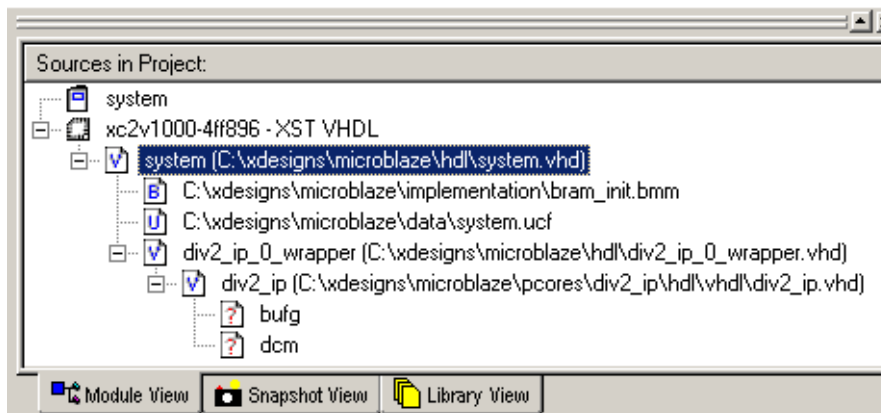 Sources in Project:
system
xc2v1000-4ff896 - XST VHDL
system (C:\xdesigns\microblaze\hdl\system.vhd)
C:\xdesigns\microblaze\implementation\bram_init.bmm
C:\xdesigns\microblaze\data\system.ucf
div2_ip_0_wrapper (C:\xdesigns\microblaze\hdl\div2_ip_0_wrapper.vhd)
div2_ip (C:\xdesigns\microblaze\pcores\div2_ip\hdl\vhdl\div2_ip.vhd)
bufg
dcm
Module View Snapshot View Library View